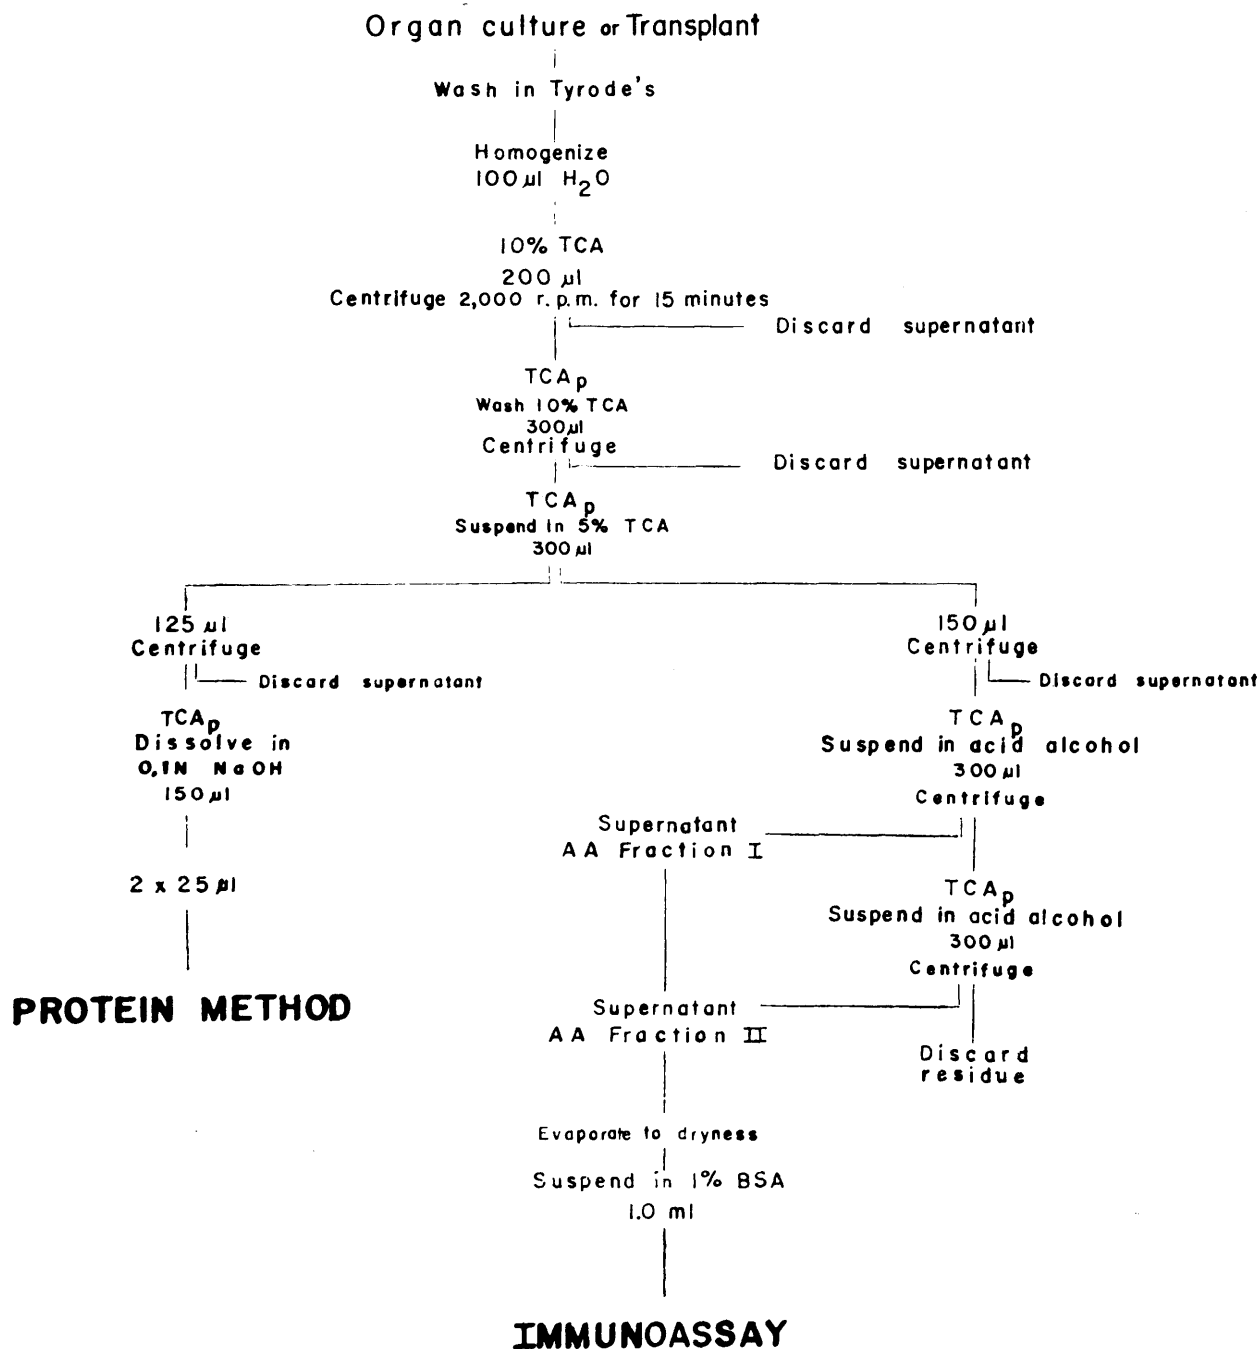 Organ culture or Transplant
Wash in Tyrode's
Homogenize
100 µl H2O
10% TCA
200 µl
Centrifuge 2,000 r.p.m. for 15 minutes
Discard supernatant
TCAp
Wash 10% TCA
300 µl
Centrifuge
Discard supernatant
TCAp
Suspend in 5% TCA
300 µl
125 µl
Centrifuge
Discard supernatant
TCAp
Dissolve in
0.1N NaOH
150 µl
2 x 25 µl
PROTEIN METHOD
150 µl
Centrifuge
Discard supernatant
TCAp
Suspend in acid alcohol
300 µl
Centrifuge
Supernatant
AA Fraction I
TCAp
Suspend in acid alcohol
300 µl
Centrifuge
Supernatant
AA Fraction II
Discard
residue
Evaporate to dryness
Suspend in 1% BSA
1.0 ml
IMMUNOASSAY